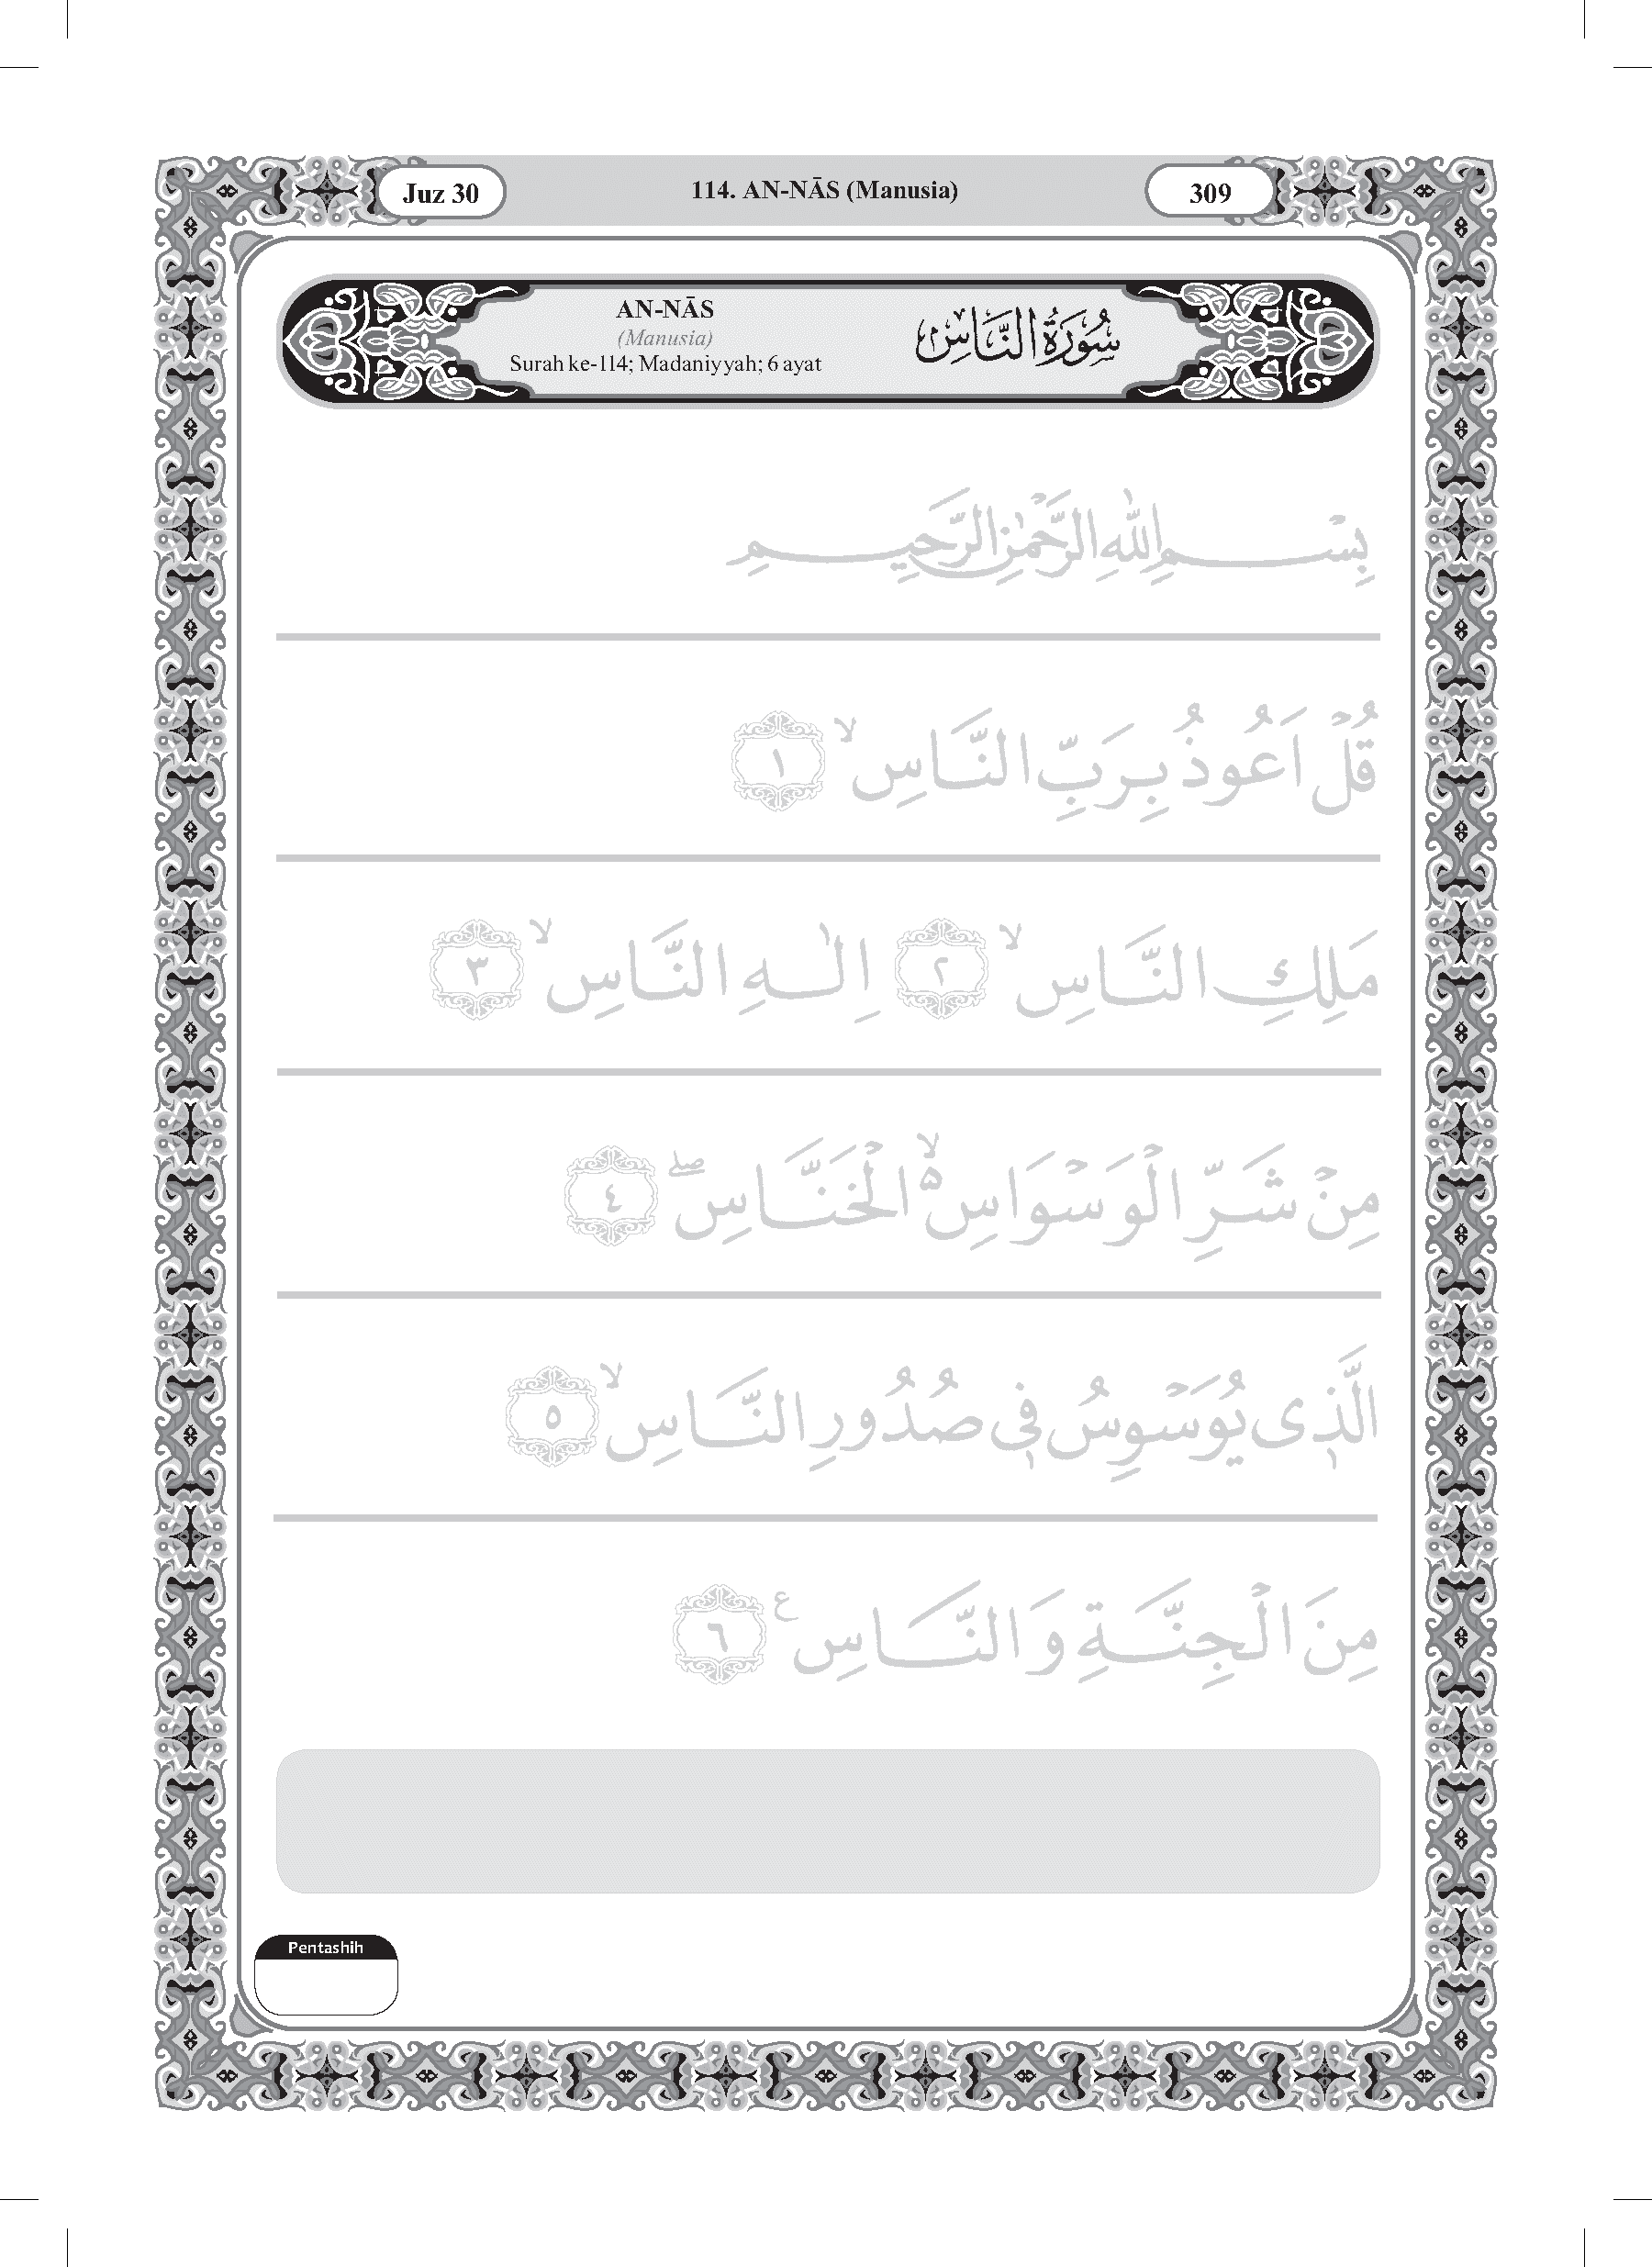 Juz 30
114. AN-NĀS (Manusia)
309
AN-NĀS
(Manusia)
Surah ke-114; Madaniyyah; 6 ayat
سُوْرَةُ النَّاسِ
بِسْمِ اللّٰهِ الرَّحْمٰنِ الرَّحِيْمِ
قُلْ اَعُوْذُ بِرَبِّ النَّاسِۙ ١
مَلِكِ النَّاسِۙ ٢ اِلٰهِ النَّاسِۙ ٣
مِنْ شَرِّ الْوَسْوَاسِ ەۙ الْخَنَّاسِۖ ٤
الَّذِيْ يُوَسْوِسُ فِيْ صُدُوْرِ النَّاسِۙ ٥
مِنَ الْجِنَّةِ وَالنَّاسِ ࣖ ٦
Pentashih